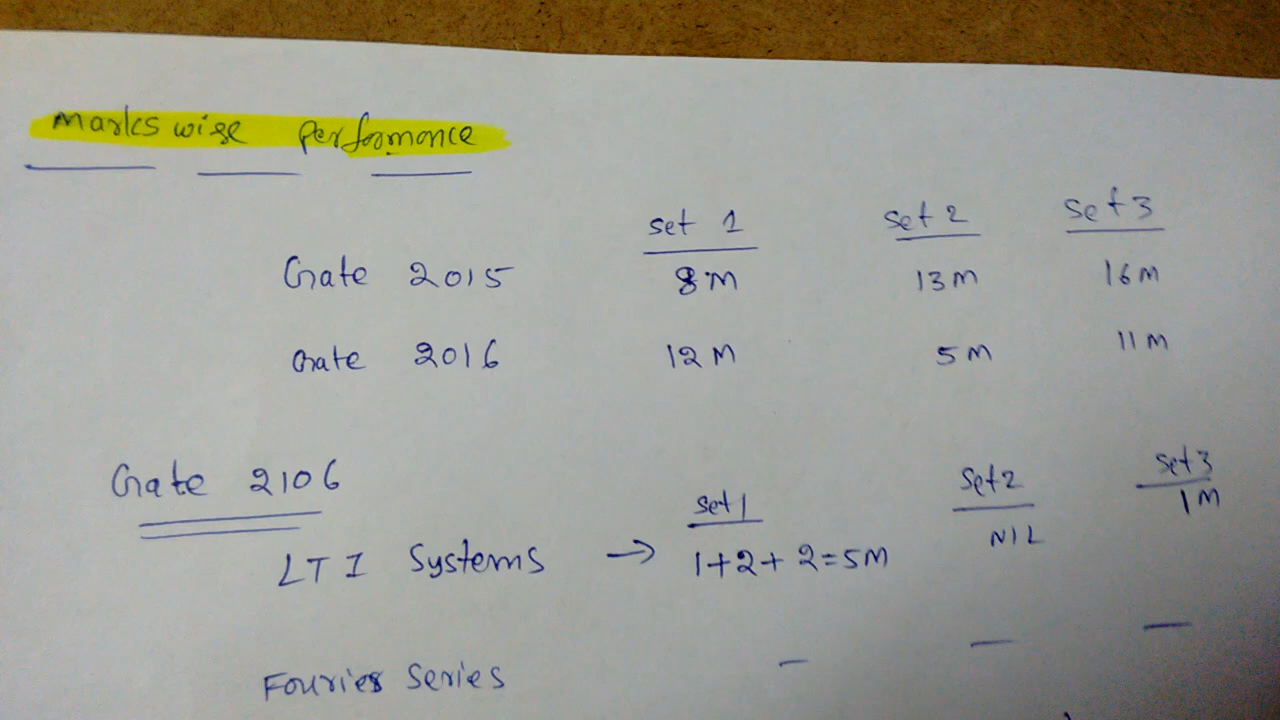 Marks wise performance
set 1 set 2 set 3
Gate 2015 8M 13M 16M
Gate 2016 12M 5M 11M
Gate 2106 set1 set2 set3
LTI Systems → 1+2+2=5M NIL 1M
Fourier Series — — —